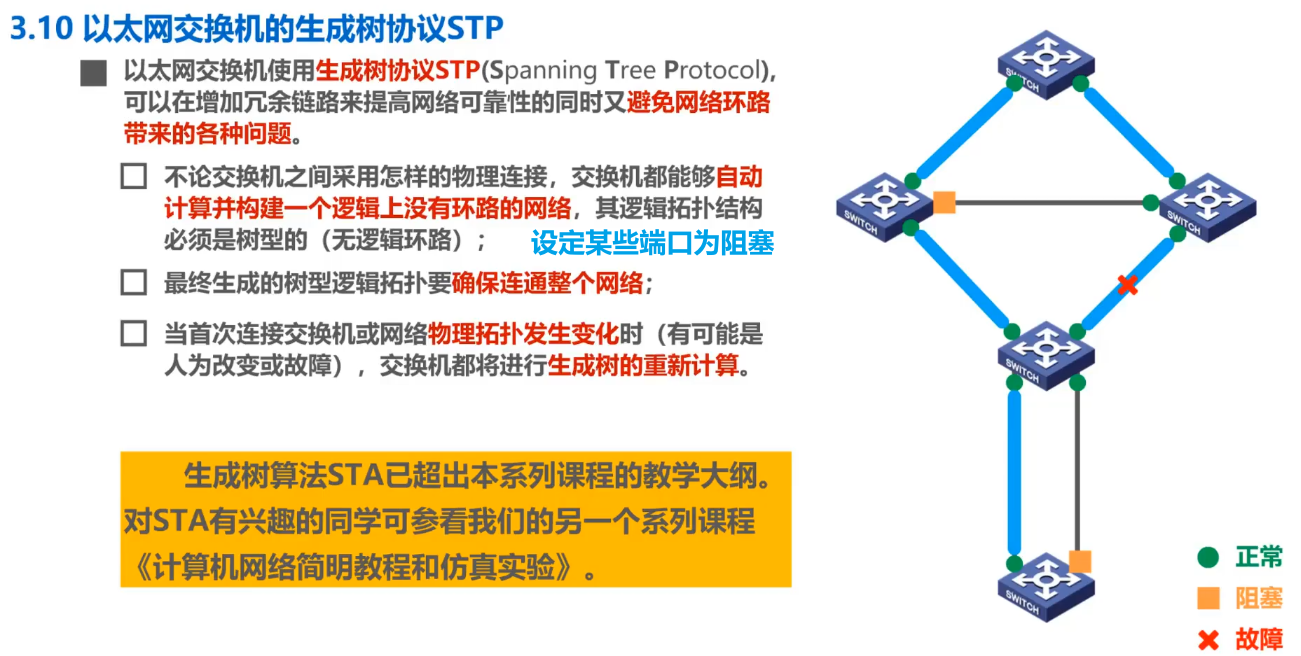 3.10 以太网交换机的生成树协议STP
以太网交换机使用生成树协议STP(Spanning Tree Protocol),
可以在增加冗余链路来提高网络可靠性的同时又避免网络环路
带来的各种问题。
不论交换机之间采用怎样的物理连接，交换机都能够自动
计算并构建一个逻辑上没有环路的网络，其逻辑拓扑结构
必须是树型的（无逻辑环路）；
设定某些端口为阻塞
最终生成的树型逻辑拓扑要确保连通整个网络；
当首次连接交换机或网络物理拓扑发生变化时（有可能是
人为改变或故障），交换机都将进行生成树的重新计算。
生成树算法STA已超出本系列课程的教学大纲。
对STA有兴趣的同学可参看我们的另一个系列课程
《计算机网络简明教程和仿真实验》。
SWITCH
SWITCH
SWITCH
SWITCH
SWITCH
正常
阻塞
故障